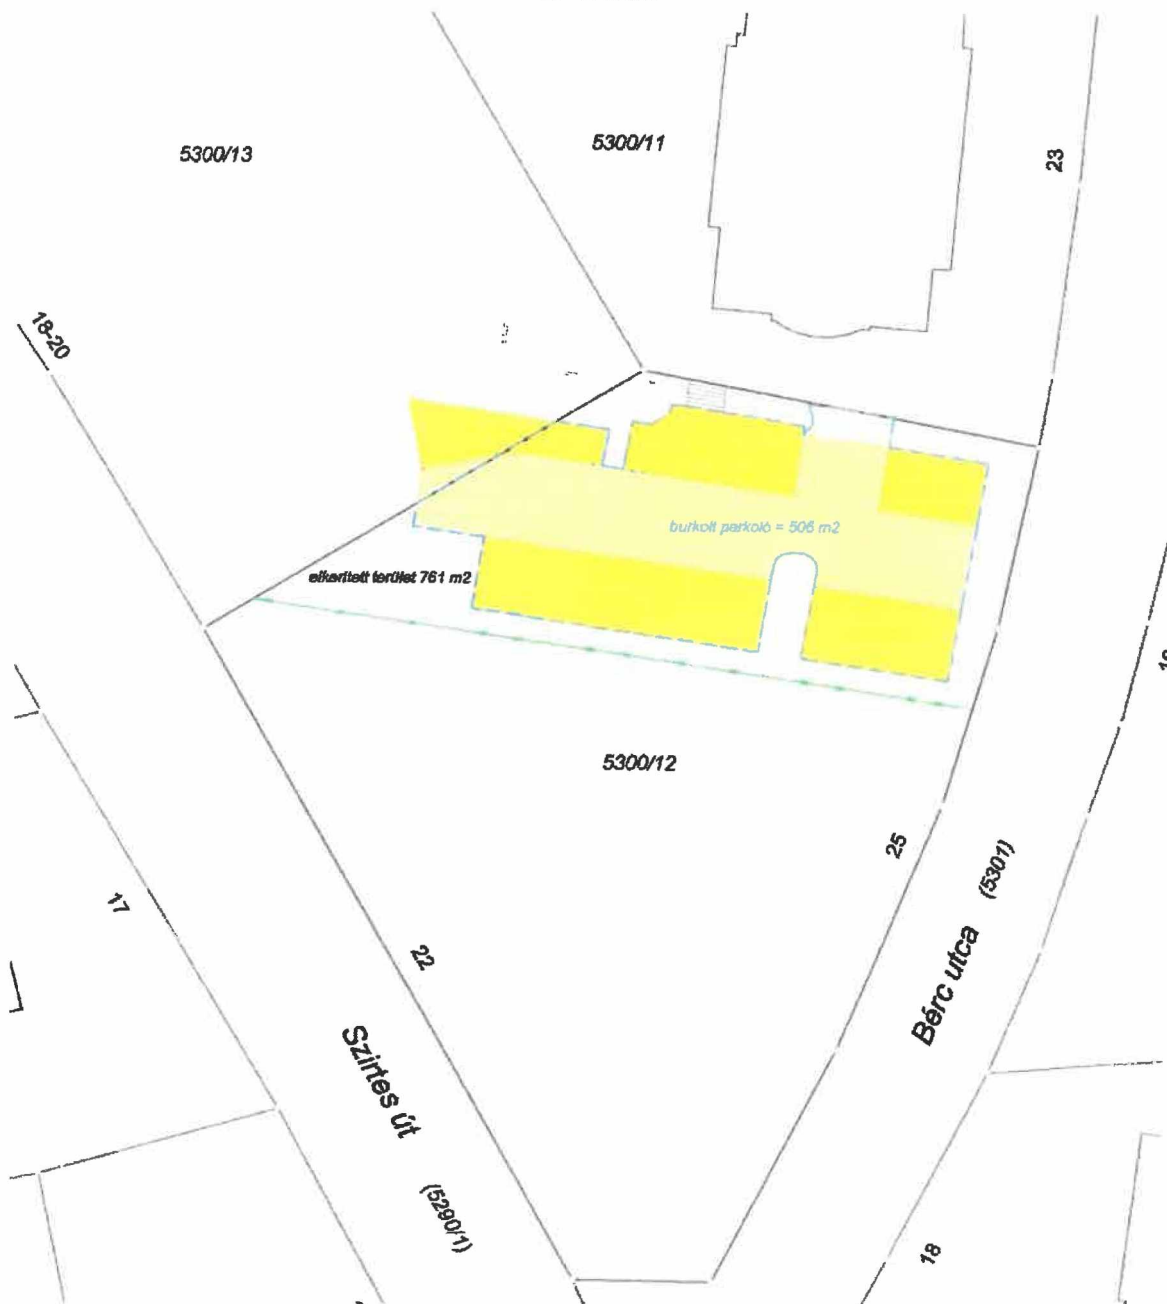 5300/13
5300/11
23
18-20
burkolt parkoló = 506 m2
elkerített terület 761 m2
5300/12
25
(5301)
Bérc utca
17
22
Szirtes út
(5290/1)
18